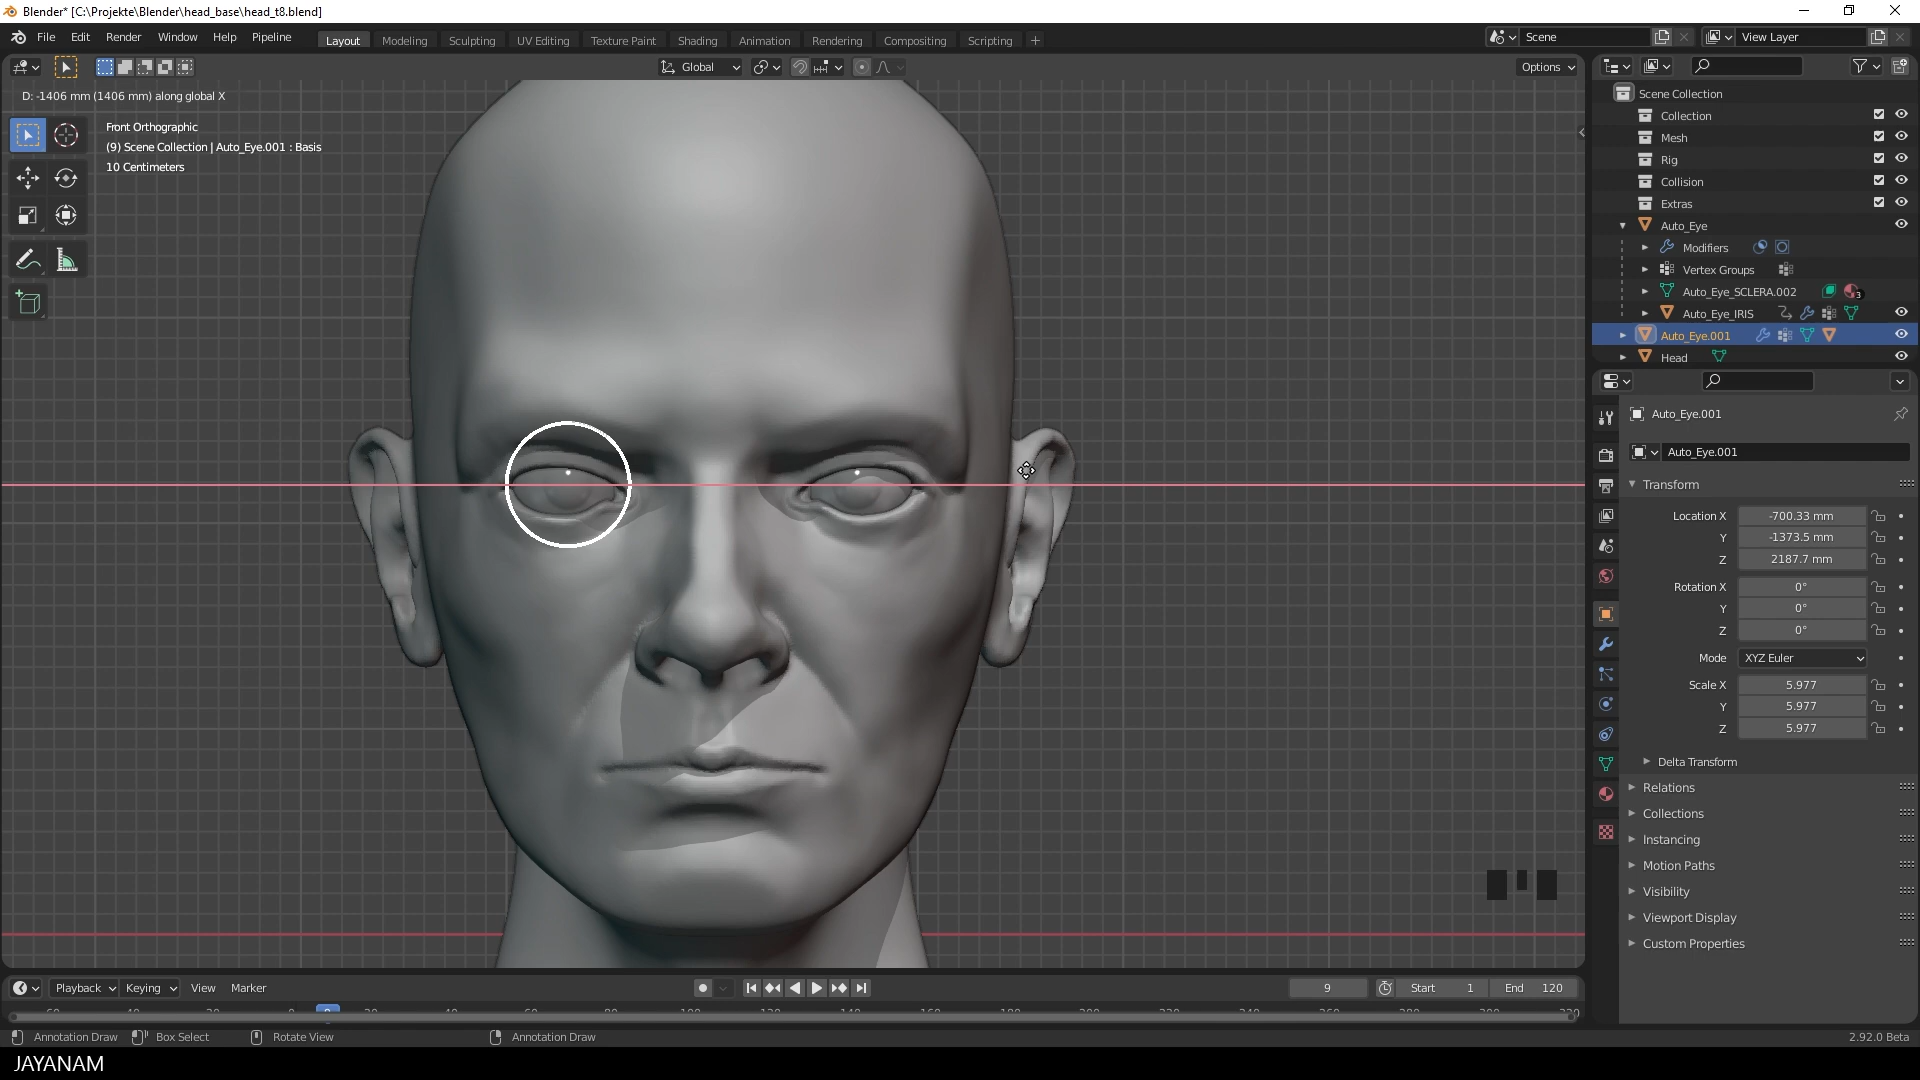 Blender* [C:\Projekte\Blender\head_base\head_t8.blend]
File Edit Render Window Help Pipeline Layout Modeling Sculpting UV Editing Texture Paint Shading Animation Rendering Compositing Scripting + Scene View Layer
Global Options
D: -1406 mm (1406 mm) along global X
Front Orthographic
(9) Scene Collection | Auto_Eye.001 : Basis
10 Centimeters
Scene Collection
Collection
Mesh
Rig
Collision
Extras
Auto_Eye
Modifiers
Vertex Groups
Auto_Eye_SCLERA.002 3
Auto_Eye_IRIS
Auto_Eye.001
Head
Auto_Eye.001
Auto_Eye.001
Transform
Location X -700.33 mm
Y -1373.5 mm
Z 2187.7 mm
Rotation X 0°
Y 0°
Z 0°
Mode XYZ Euler
Scale X 5.977
Y 5.977
Z 5.977
Delta Transform
Relations
Collections
Instancing
Motion Paths
Visibility
Viewport Display
Custom Properties
Playback Keying View Marker 9 Start 1 End 120
Annotation Draw Box Select Rotate View Annotation Draw 2.92.0 Beta
JAYANAM